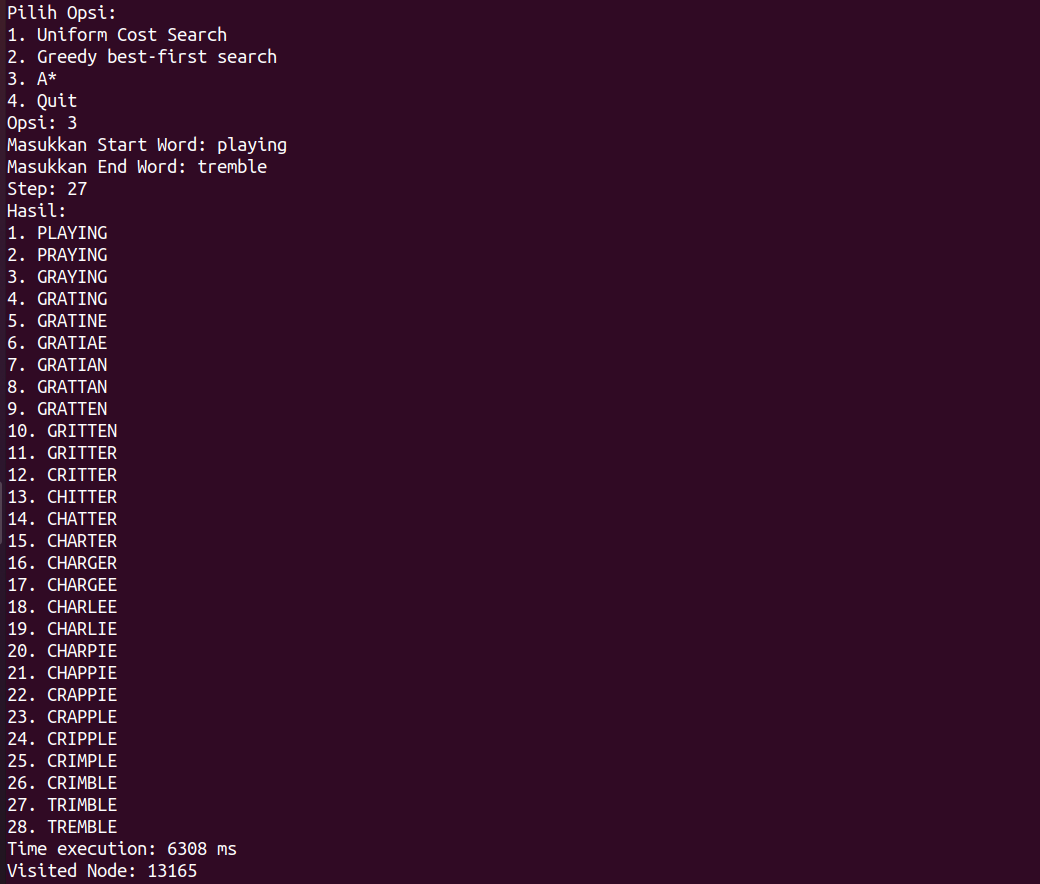 Pilih Opsi:
1. Uniform Cost Search
2. Greedy best-first search
3. A*
4. Quit
Opsi: 3
Masukkan Start Word: playing
Masukkan End Word: tremble
Step: 27
Hasil:
1. PLAYING
2. PRAYING
3. GRAYING
4. GRATING
5. GRATINE
6. GRATIAE
7. GRATIAN
8. GRATTAN
9. GRATTEN
10. GRITTEN
11. GRITTER
12. CRITTER
13. CHITTER
14. CHATTER
15. CHARTER
16. CHARGER
17. CHARGEE
18. CHARLEE
19. CHARLIE
20. CHARPIE
21. CHAPPIE
22. CRAPPIE
23. CRAPPLE
24. CRIPPLE
25. CRIMPLE
26. CRIMBLE
27. TRIMBLE
28. TREMBLE
Time execution: 6308 ms
Visited Node: 13165